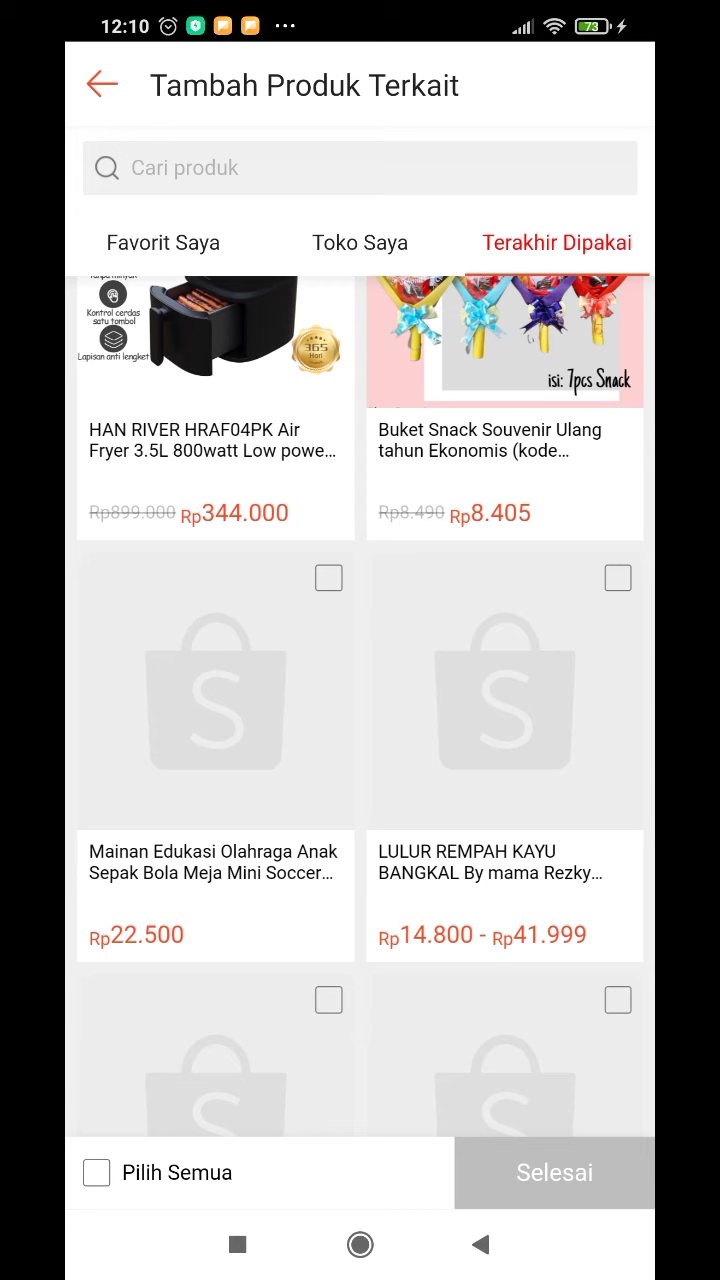 12:10
73
Tambah Produk Terkait
Cari produk
Favorit Saya
Toko Saya
Terakhir Dipakai
Kontrol cerdas
satu tombol
Lapisan anti lengket
365
Hari
isi: 7pcs Snack
HAN RIVER HRAF04PK Air
Fryer 3.5L 800watt Low powe...
Rp899.000 Rp344.000
Buket Snack Souvenir Ulang
tahun Ekonomis (kode...
Rp8.490 Rp8.405
S
S
Mainan Edukasi Olahraga Anak
Sepak Bola Meja Mini Soccer...
Rp22.500
LULUR REMPAH KAYU
BANGKAL By mama Rezky...
Rp14.800 - Rp41.999
Pilih Semua
Selesai